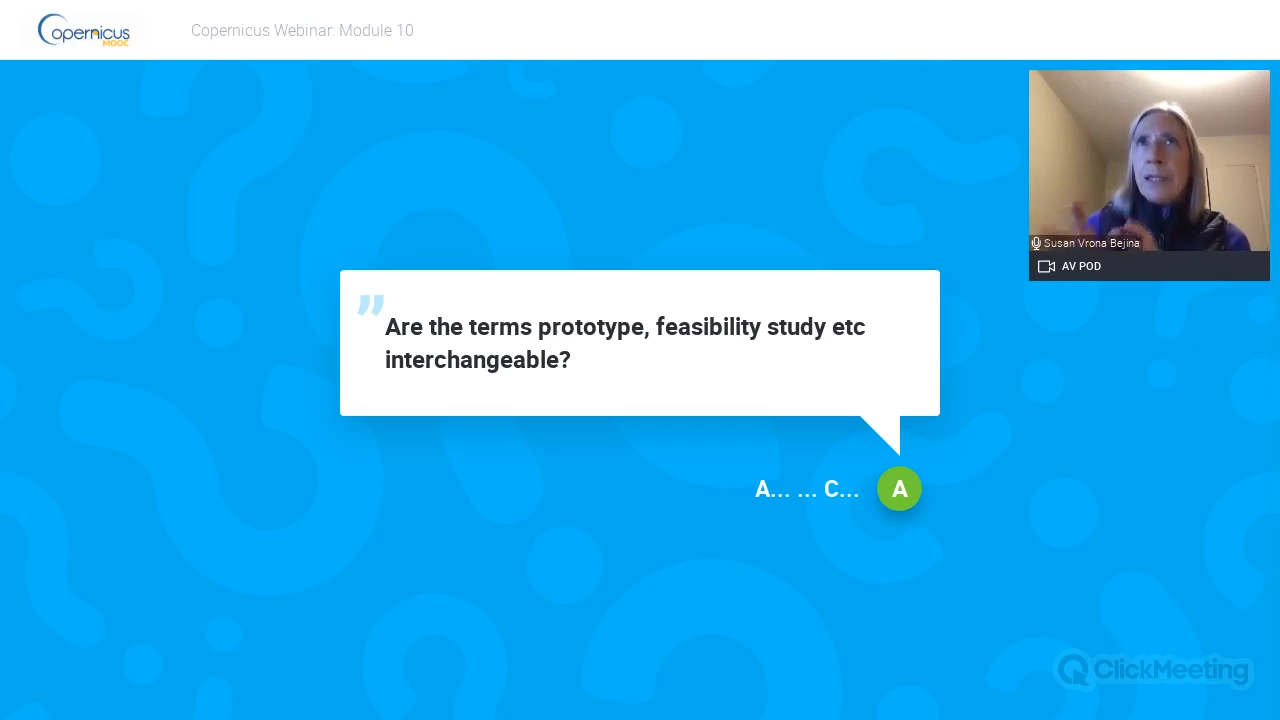 Copernicus
MOOC
Copernicus Webinar: Module 10
Susan Vrona Bejina
AV POD
" Are the terms prototype, feasibility study etc
interchangeable?
A... ... C... A
ClickMeeting